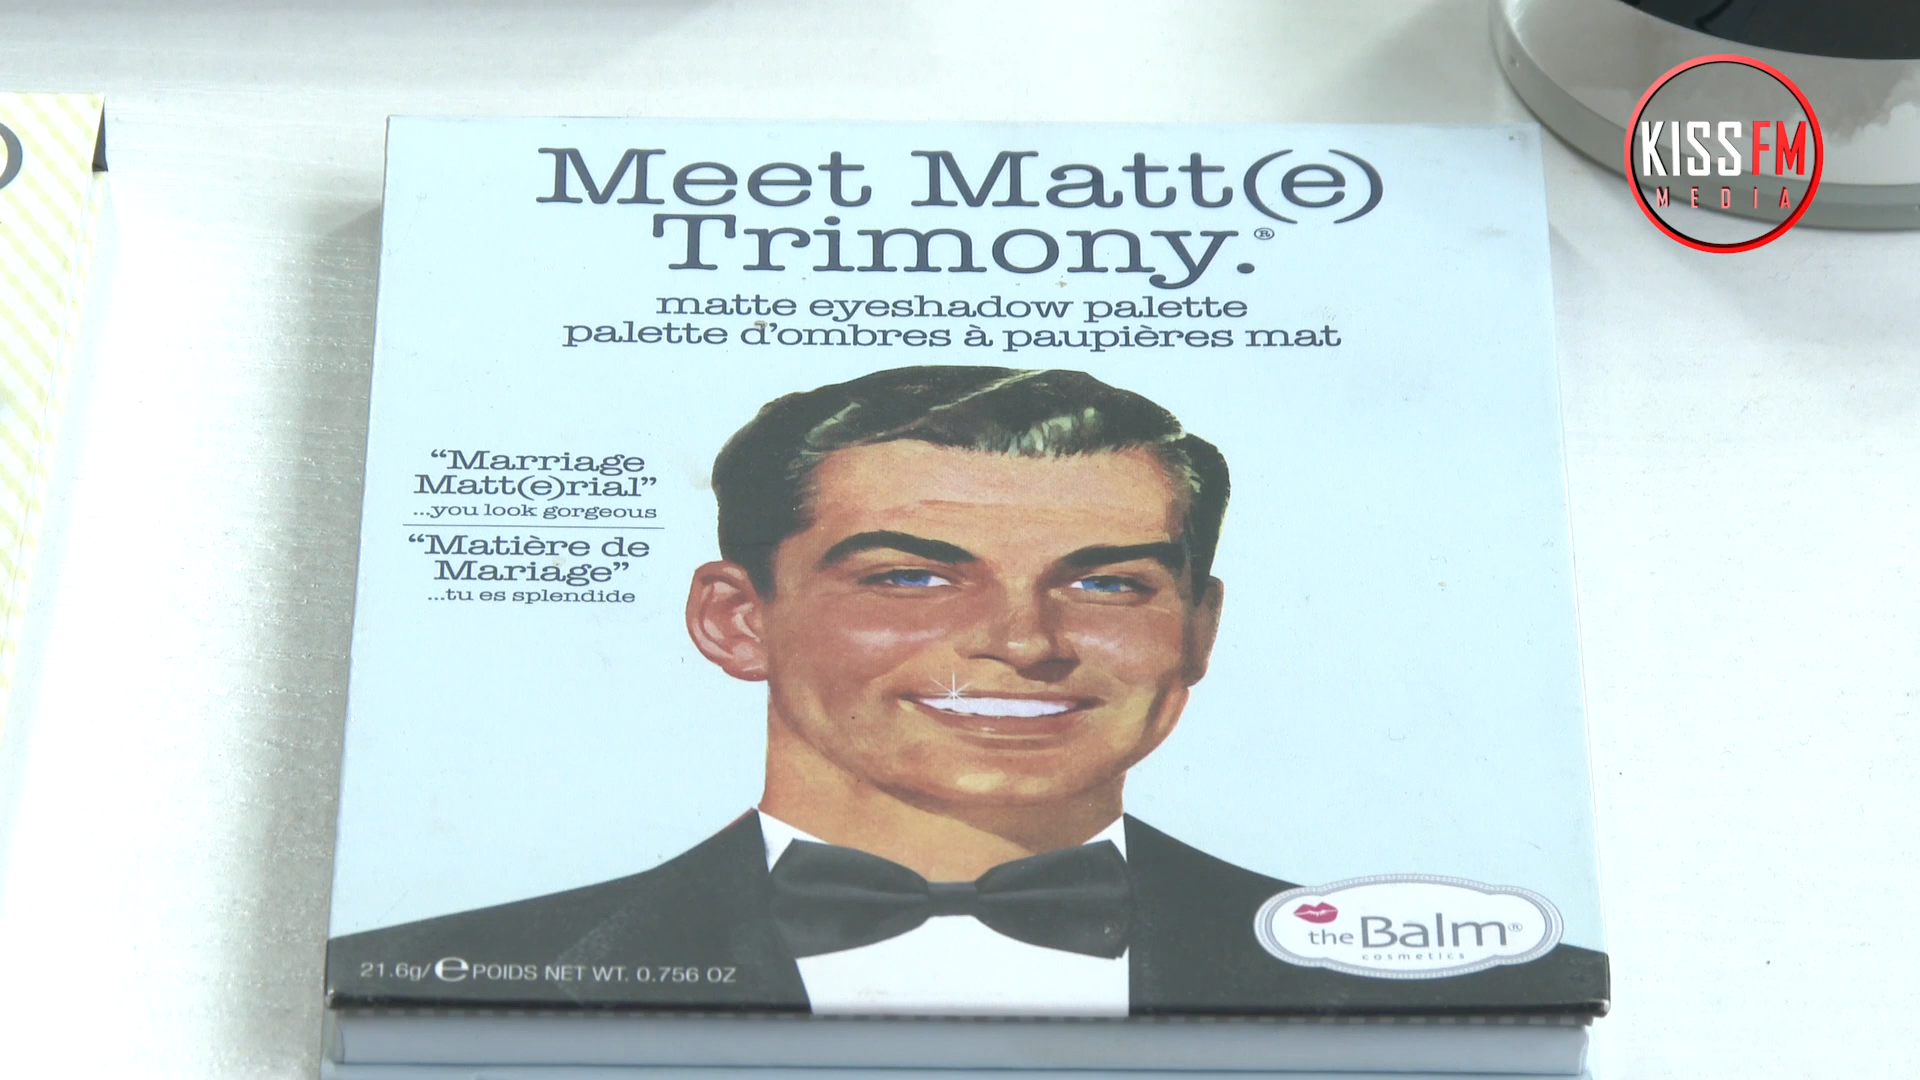 Meet Matt(e)
Trimony.®
matte eyeshadow palette
palette d'ombres à paupières mat
“Marriage
Matt(e)rial”
...you look gorgeous
“Matière de
Mariage”
...tu es splendide
21.6g/℮ POIDS NET WT. 0.756 OZ
the Balm®
cosmetics
KISS FM
MEDIA